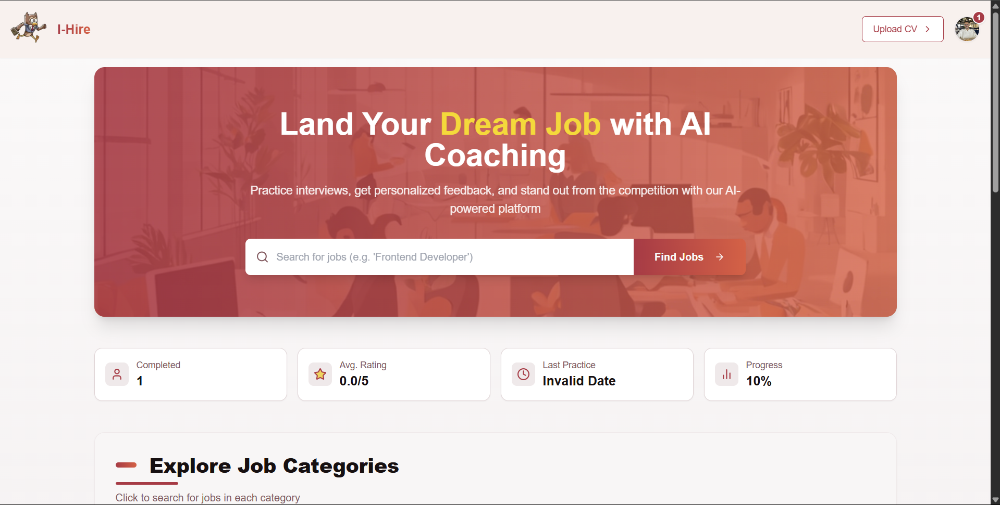 I-Hire
Upload CV
1
Land Your Dream Job with AI
Coaching
Practice interviews, get personalized feedback, and stand out from the competition with our AI-
powered platform
Search for jobs (e.g. 'Frontend Developer')
Find Jobs
Completed
1
Avg. Rating
0.0/5
Last Practice
Invalid Date
Progress
10%
Explore Job Categories
Click to search for jobs in each category